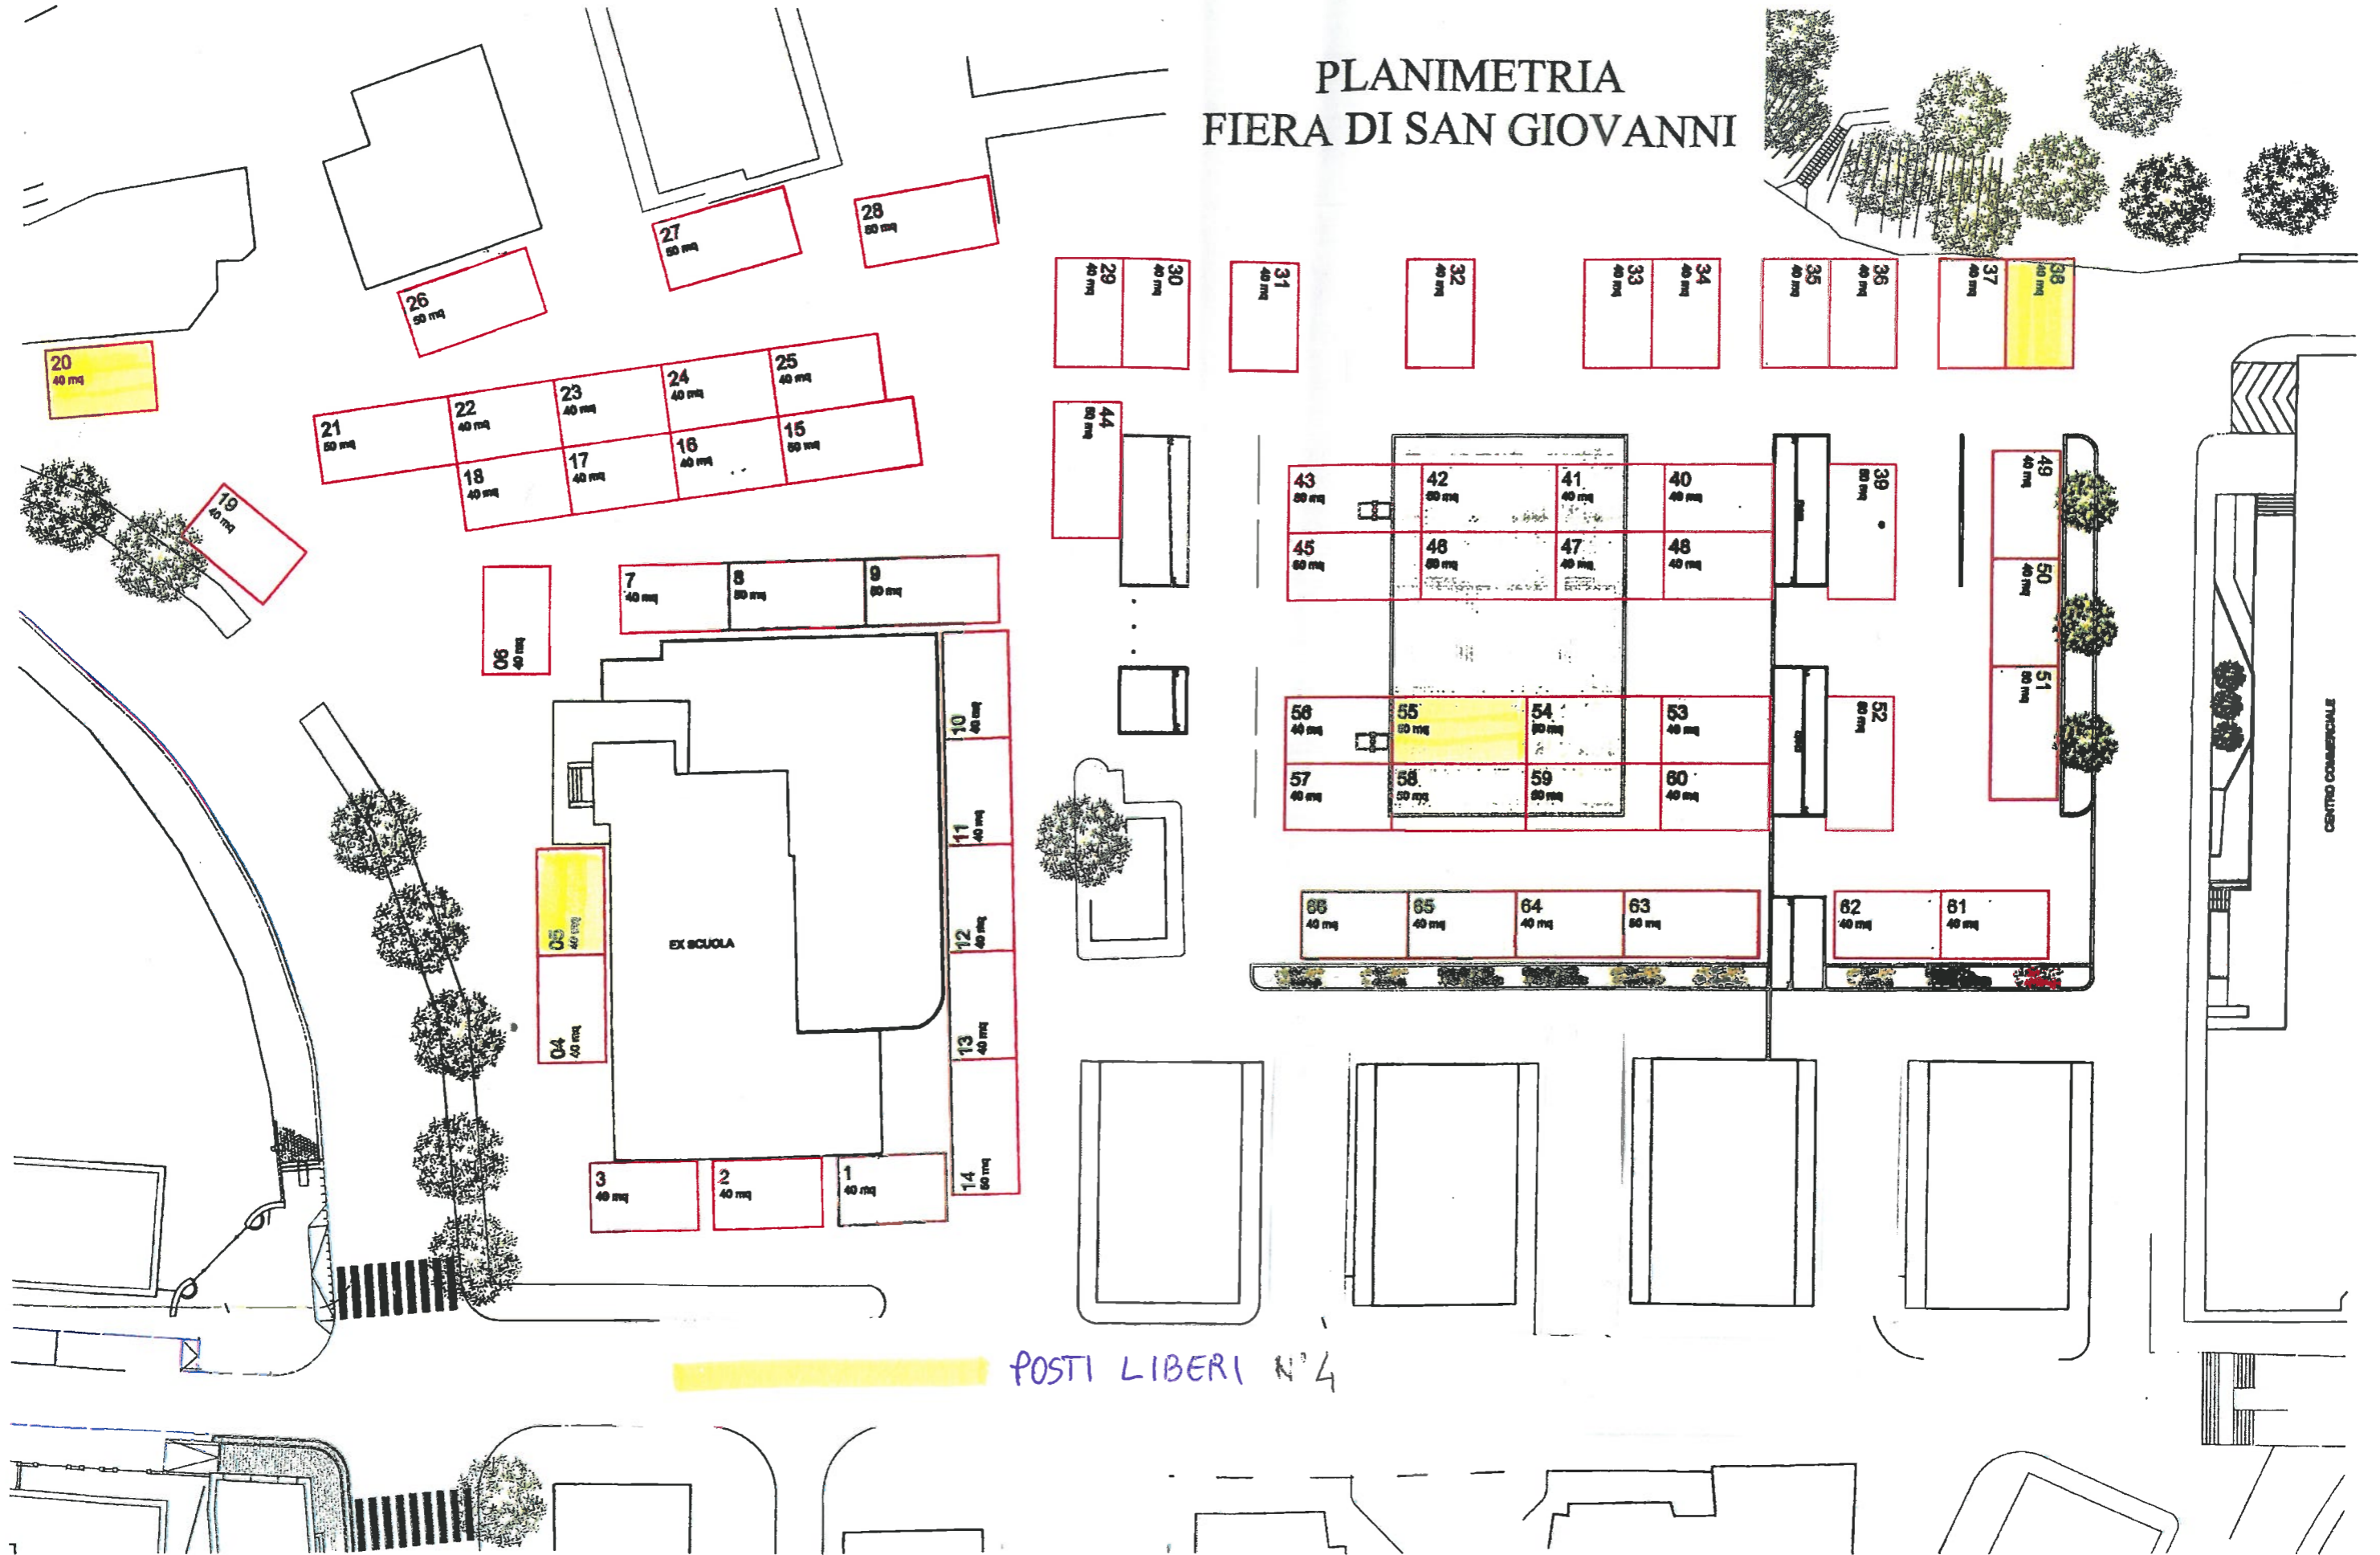 PLANIMETRIA
FIERA DI SAN GIOVANNI
28
50 mq
27
50 mq
26
50 mq
29
40 mq
30
40 mq
31
40 mq
32
40 mq
33
40 mq
34
40 mq
35
40 mq
36
40 mq
37
40 mq
38
40 mq
20
40 mq
25
40 mq
24
40 mq
23
40 mq
22
40 mq
21
50 mq
15
50 mq
16
40 mq
17
40 mq
18
40 mq
19
40 mq
44
50 mq
43
50 mq
42
50 mq
41
40 mq
40
40 mq
39
49
40 mq
45
50 mq
46
50 mq
47
40 mq
48
40 mq
50
40 mq
51
7
40 mq
8
50 mq
9
50 mq
06
40 mq
10
40 mq
11
40 mq
12
40 mq
13
40 mq
14
50 mq
56
40 mq
55
50 mq
54
50 mq
53
40 mq
52
57
40 mq
58
50 mq
59
50 mq
60
40 mq
CENTRO COMMERCIALE
05
40 mq
04
40 mq
EX SCUOLA
66
40 mq
65
40 mq
64
40 mq
63
50 mq
62
40 mq
61
40 mq
3
40 mq
2
40 mq
1
40 mq
POSTI LIBERI N° 4